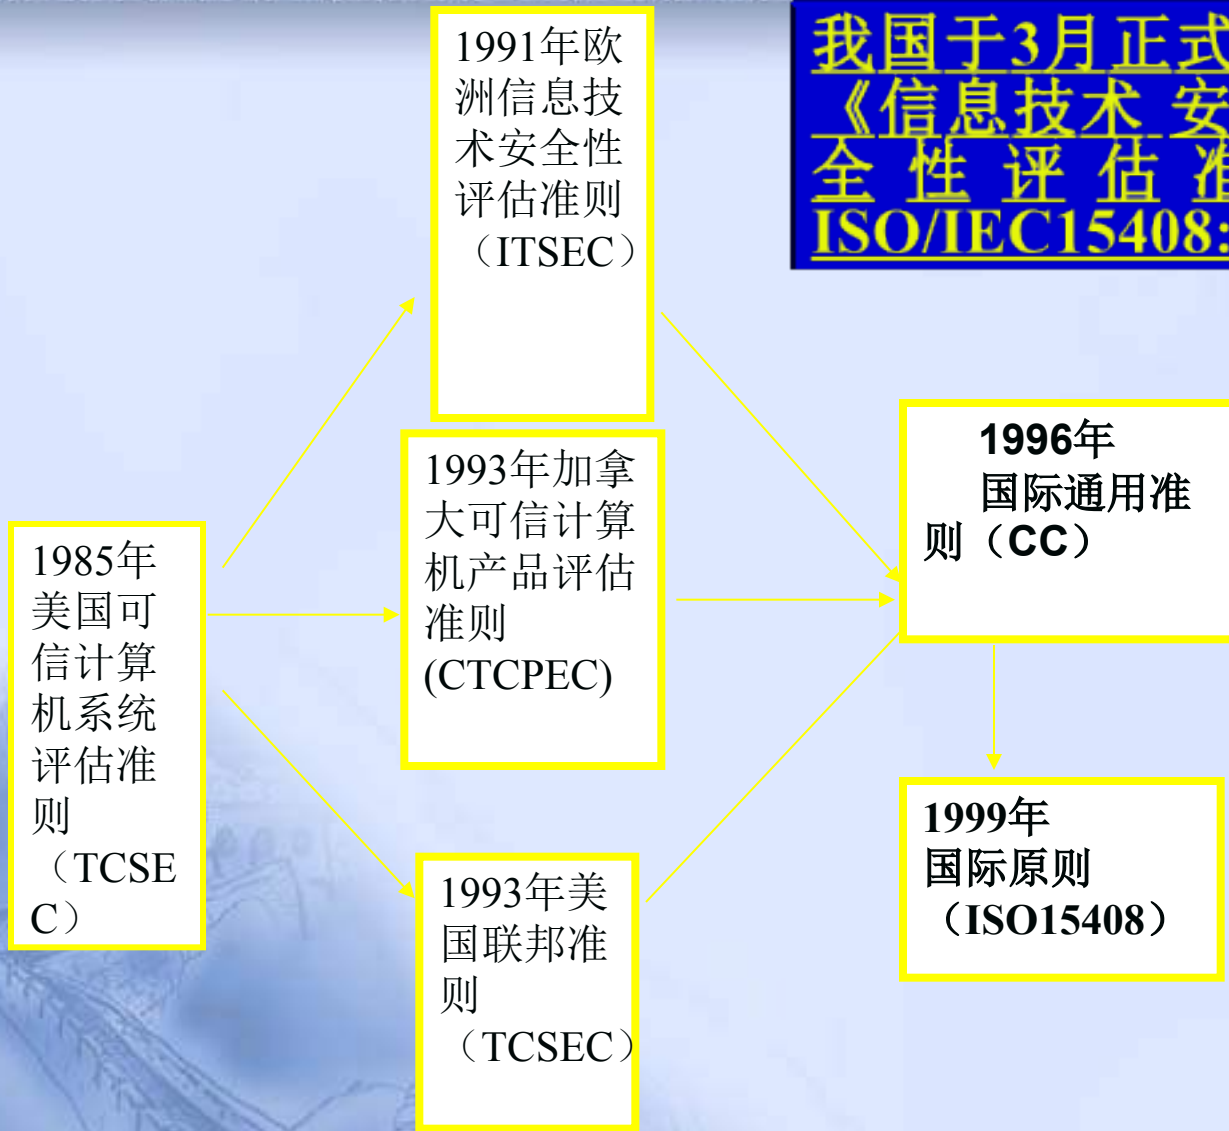 1991年欧
洲信息技
术安全性
评估准则
（ITSEC）
我国于3月正式
《信息技术 安
全 性 评 估 准
ISO/IEC15408:
1985年
美国可
信计算
机系统
评估准
则
（TCSE
C）
1993年加拿
大可信计算
机产品评估
准则
(CTCPEC)
1993年美
国联邦准
则
（TCSEC）
1996年
国际通用准
则（CC）
1999年
国际原则
（ISO15408）